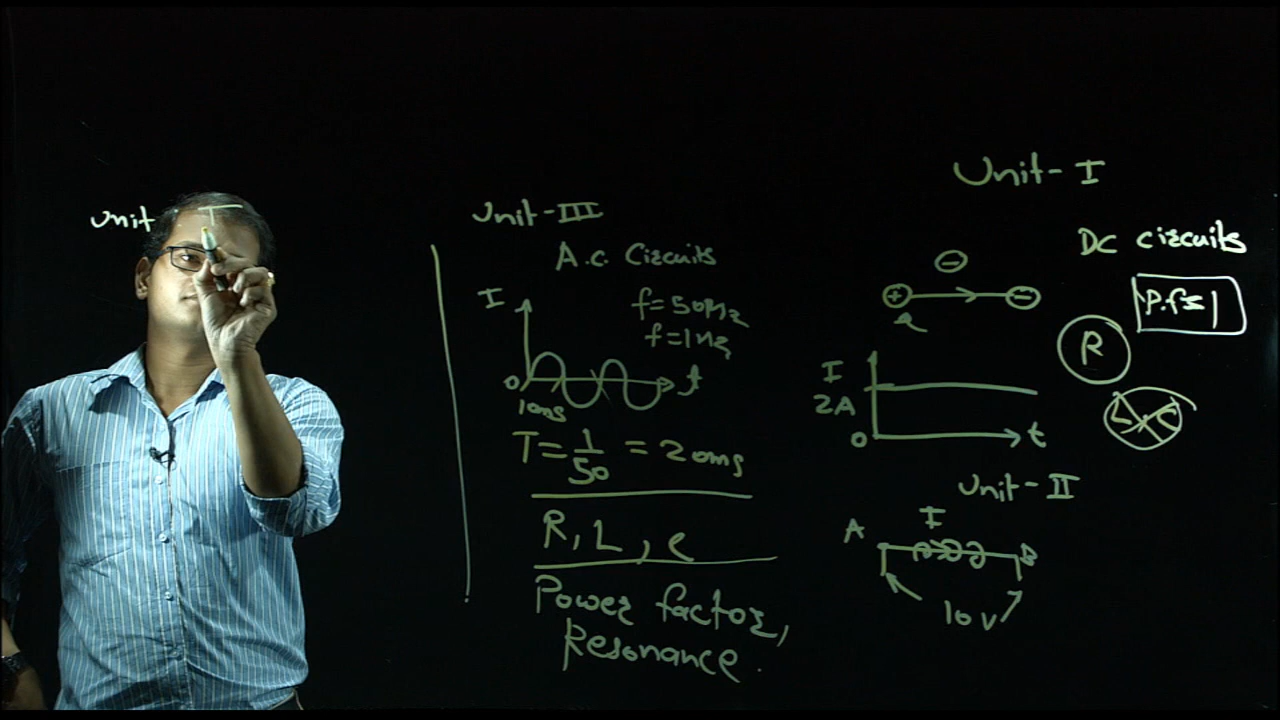 Unit-I
DC circuits
P.f=1
R
I
2A
0
t
Unit-II
A
I
B
10V
Unit-III
A.C. Circuits
I
f=50Hz
f=1Hz
0
t
10ms
T=1/50 = 20ms
R, L, C
Power factor,
Resonance.
Unit